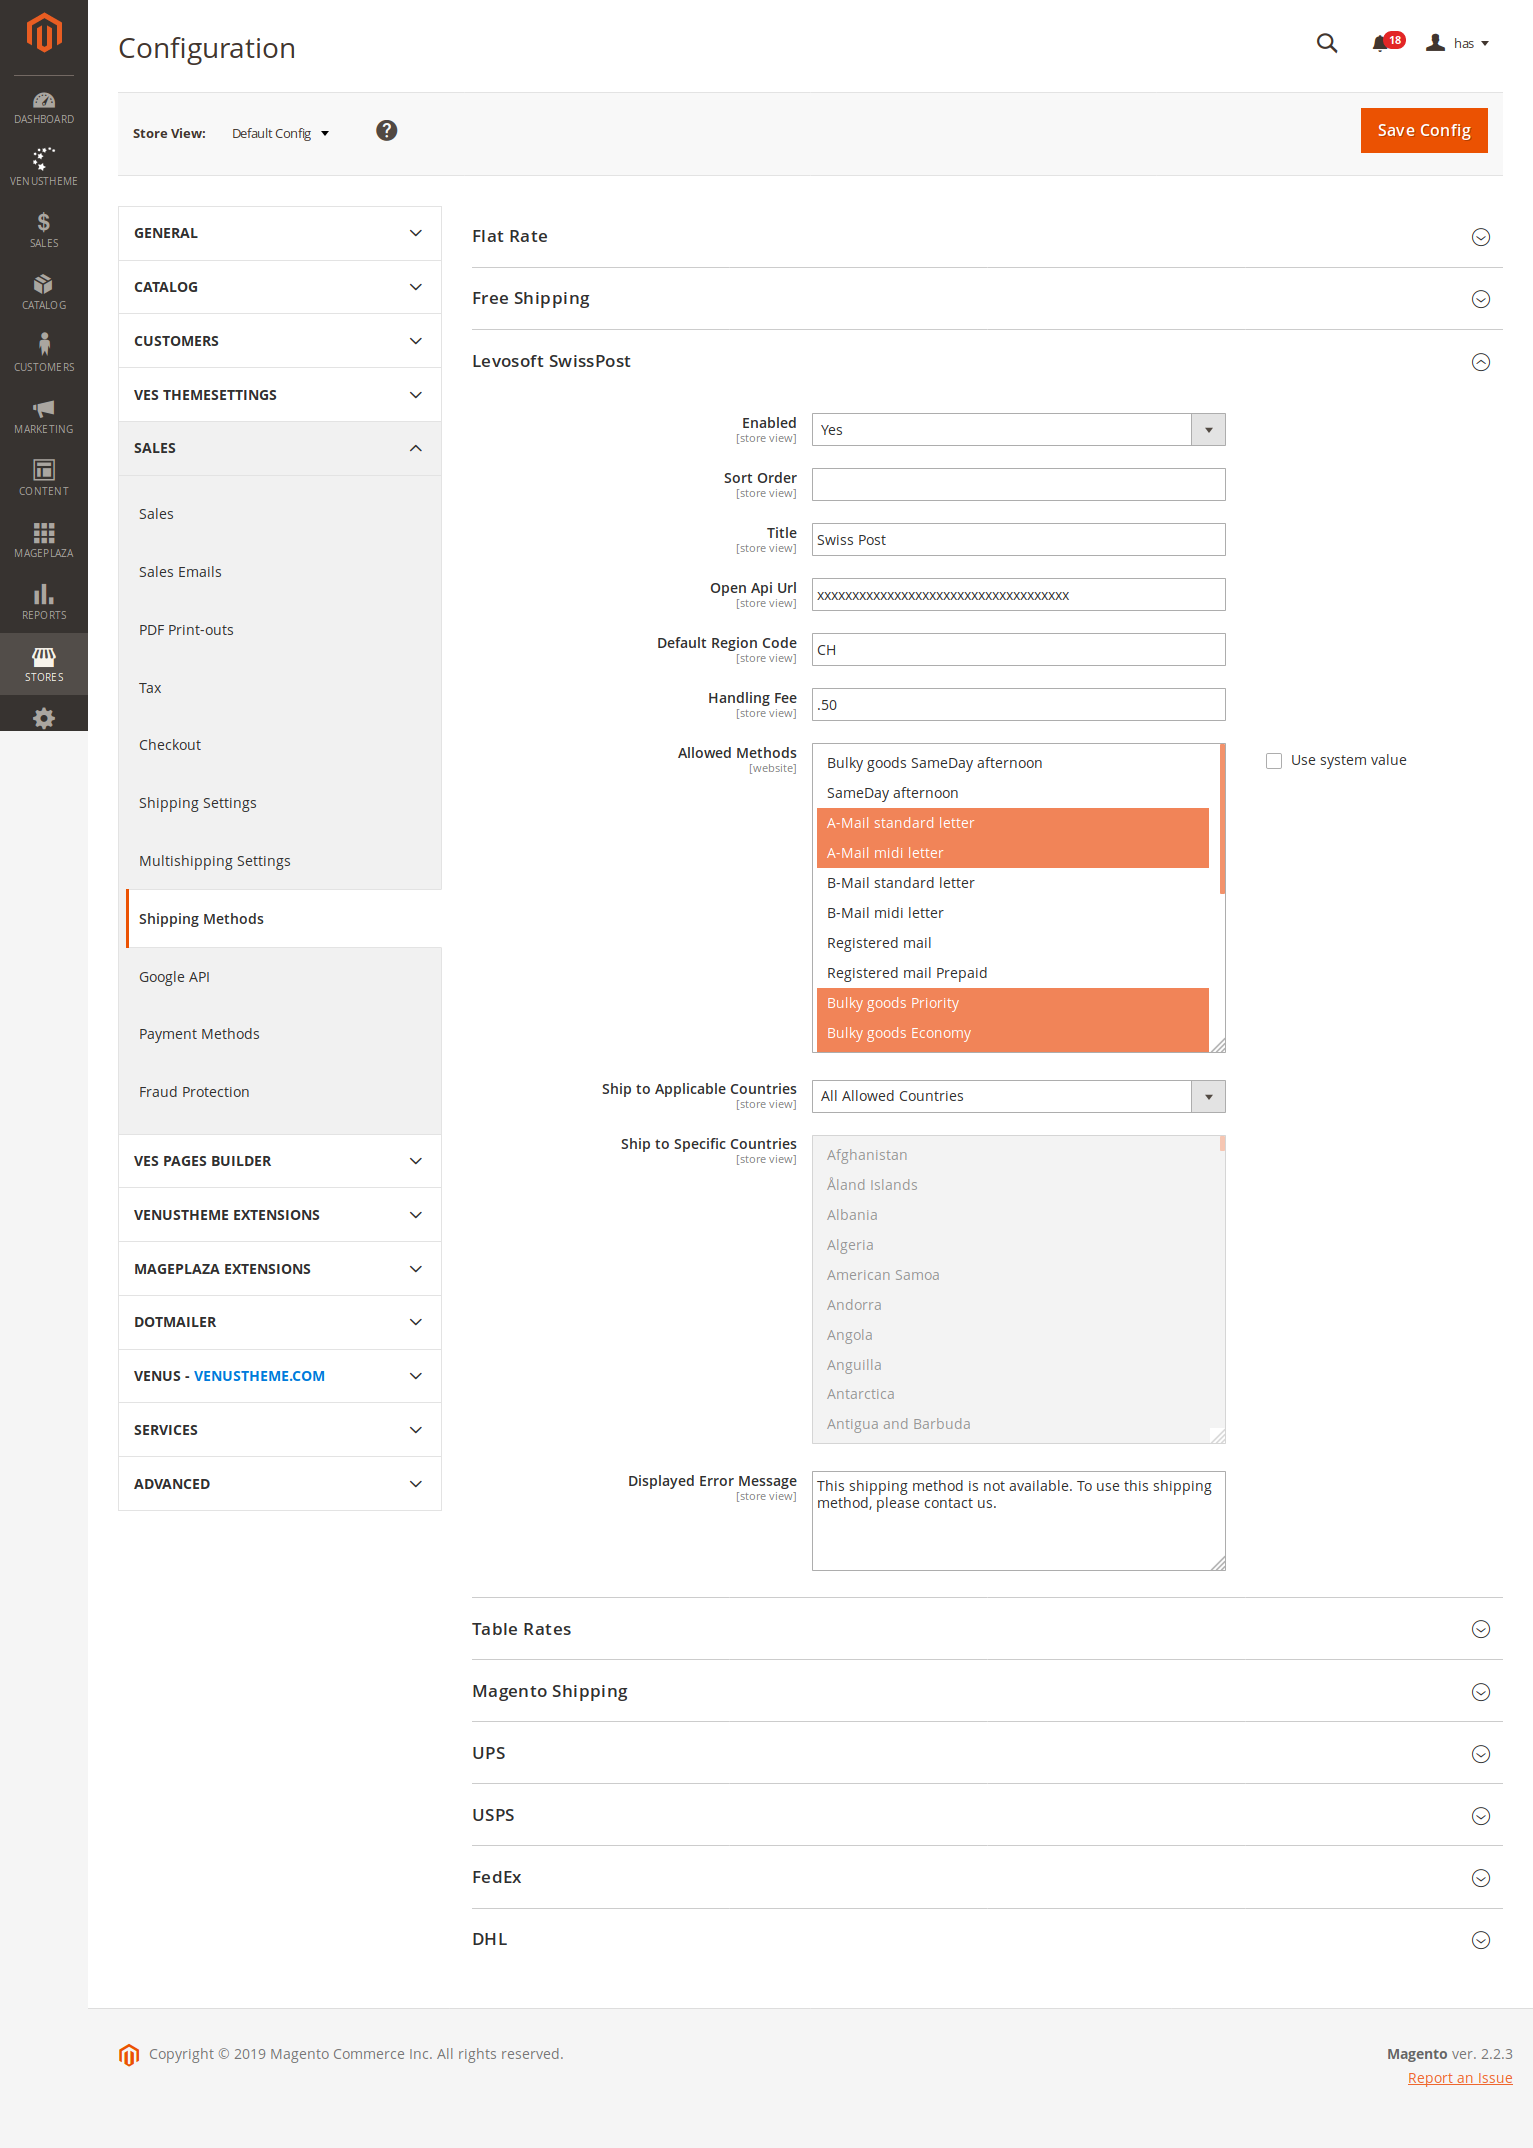 Configuration
18
has
DASHBOARD
VENUSTHEME
SALES
CATALOG
CUSTOMERS
MARKETING
CONTENT
MAGEPLAZA
REPORTS
STORES
Store View:
Default Config
Save Config
GENERAL
CATALOG
CUSTOMERS
VES THEMESETTINGS
SALES
Sales
Sales Emails
PDF Print-outs
Tax
Checkout
Shipping Settings
Multishipping Settings
Shipping Methods
Google API
Payment Methods
Fraud Protection
VES PAGES BUILDER
VENUSTHEME EXTENSIONS
MAGEPLAZA EXTENSIONS
DOTMAILER
VENUS - VENUSTHEME.COM
SERVICES
ADVANCED
Flat Rate
Free Shipping
Levosoft SwissPost
Enabled
[store view]
Yes
Sort Order
[store view]
Title
[store view]
Swiss Post
Open Api Url
[store view]
xxxxxxxxxxxxxxxxxxxxxxxxxxxxxxxxxxxx
Default Region Code
[store view]
CH
Handling Fee
[store view]
.50
Allowed Methods
[website]
Bulky goods SameDay afternoon
SameDay afternoon
A-Mail standard letter
A-Mail midi letter
B-Mail standard letter
B-Mail midi letter
Registered mail
Registered mail Prepaid
Bulky goods Priority
Bulky goods Economy
Use system value
Ship to Applicable Countries
[store view]
All Allowed Countries
Ship to Specific Countries
[store view]
Afghanistan
Åland Islands
Albania
Algeria
American Samoa
Andorra
Angola
Anguilla
Antarctica
Antigua and Barbuda
Displayed Error Message
[store view]
This shipping method is not available. To use this shipping
method, please contact us.
Table Rates
Magento Shipping
UPS
USPS
FedEx
DHL
Copyright © 2019 Magento Commerce Inc. All rights reserved.
Magento ver. 2.2.3
Report an Issue